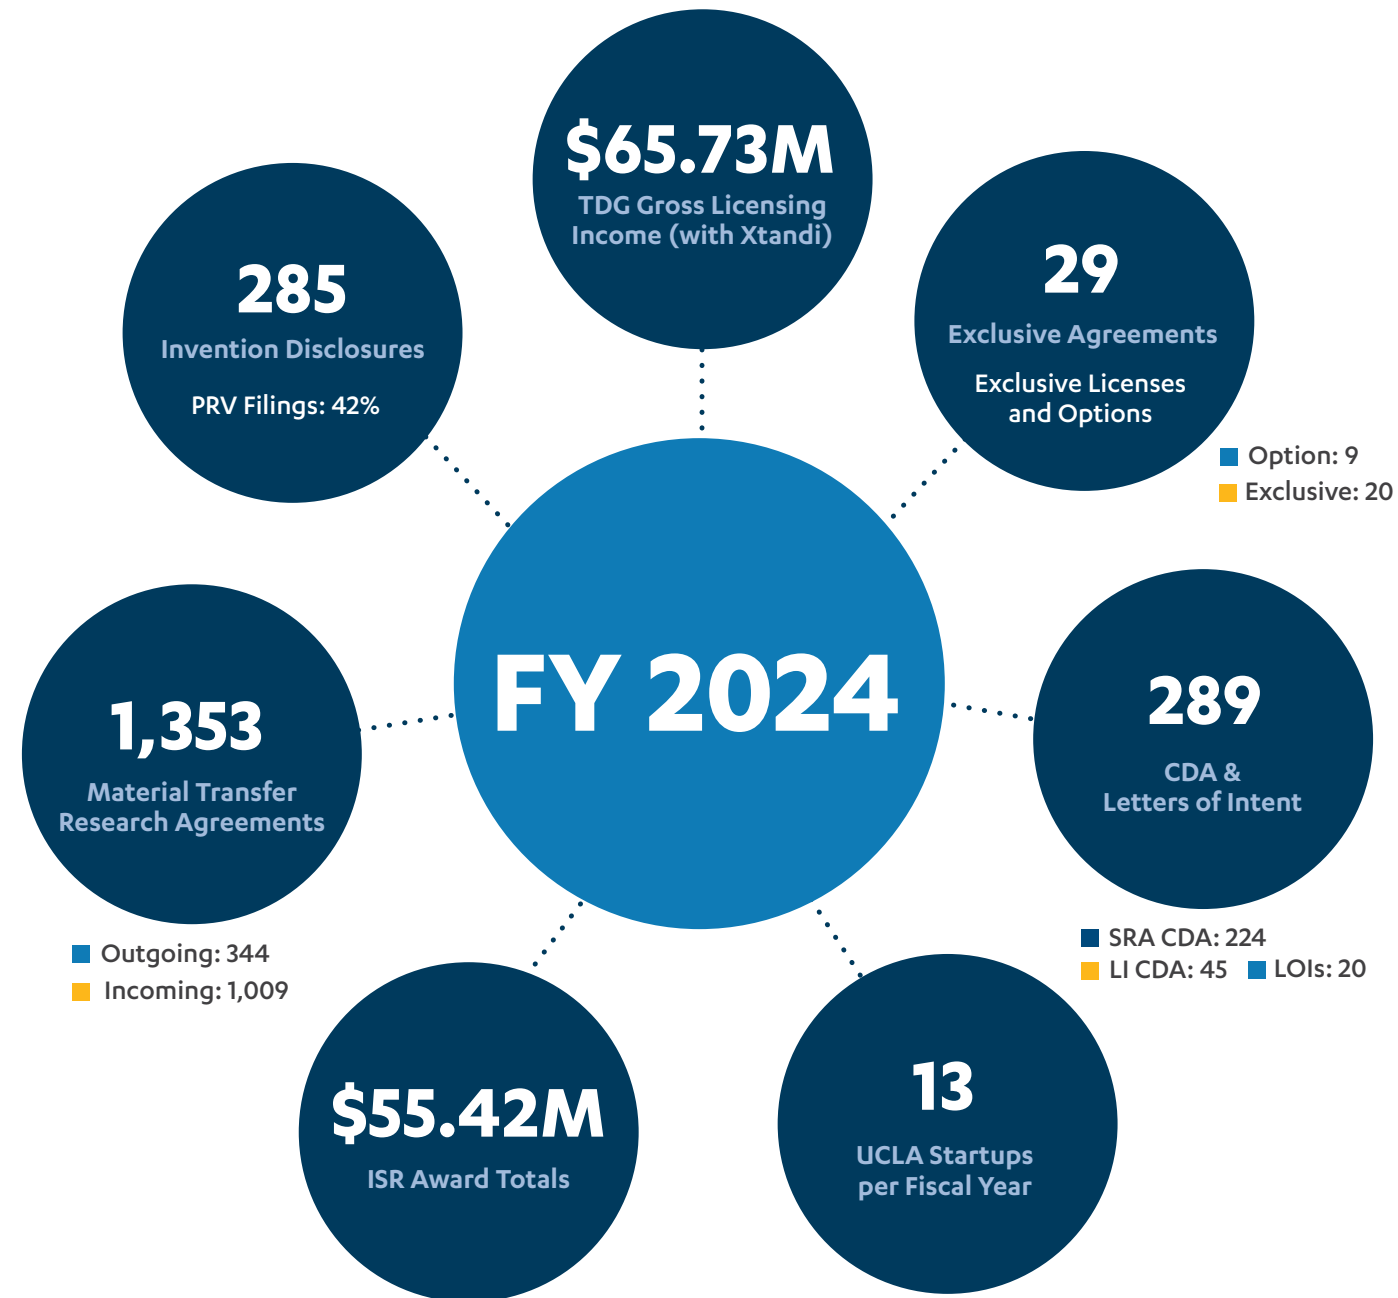 $65.73M
TDG Gross Licensing
Income (with Xtandi)
285
Invention Disclosures
PRV Filings: 42%
29
Exclusive Agreements
Exclusive Licenses
and Options
Option: 9
Exclusive: 20
FY 2024
1,353
Material Transfer
Research Agreements
Outgoing: 344
Incoming: 1,009
289
CDA &
Letters of Intent
SRA CDA: 224
LI CDA: 45 LOIs: 20
$55.42M
ISR Award Totals
13
UCLA Startups
per Fiscal Year